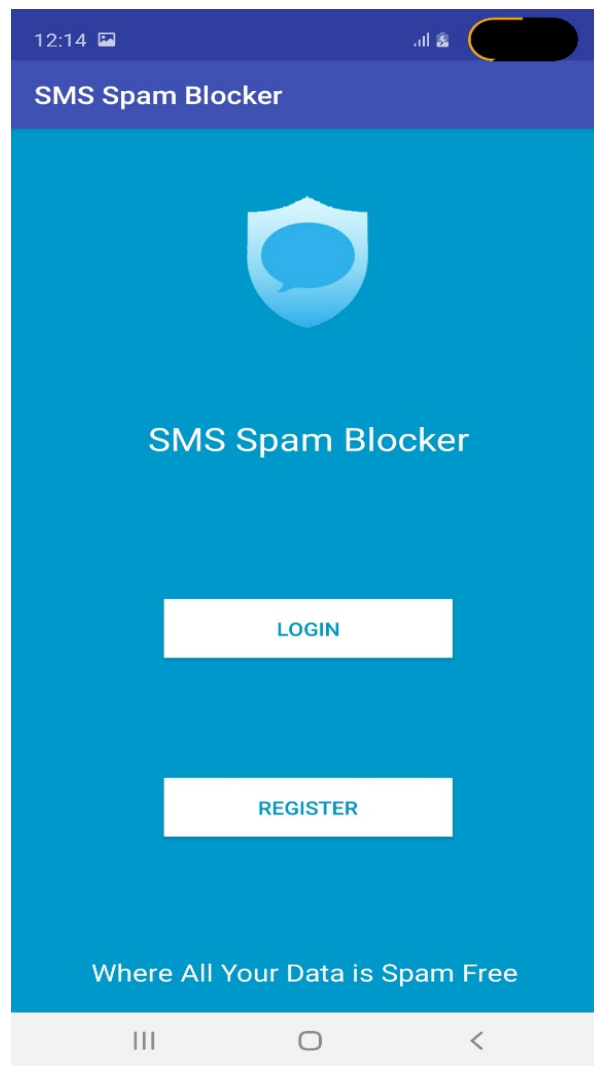 12:14
SMS Spam Blocker
SMS Spam Blocker
LOGIN
REGISTER
Where All Your Data is Spam Free